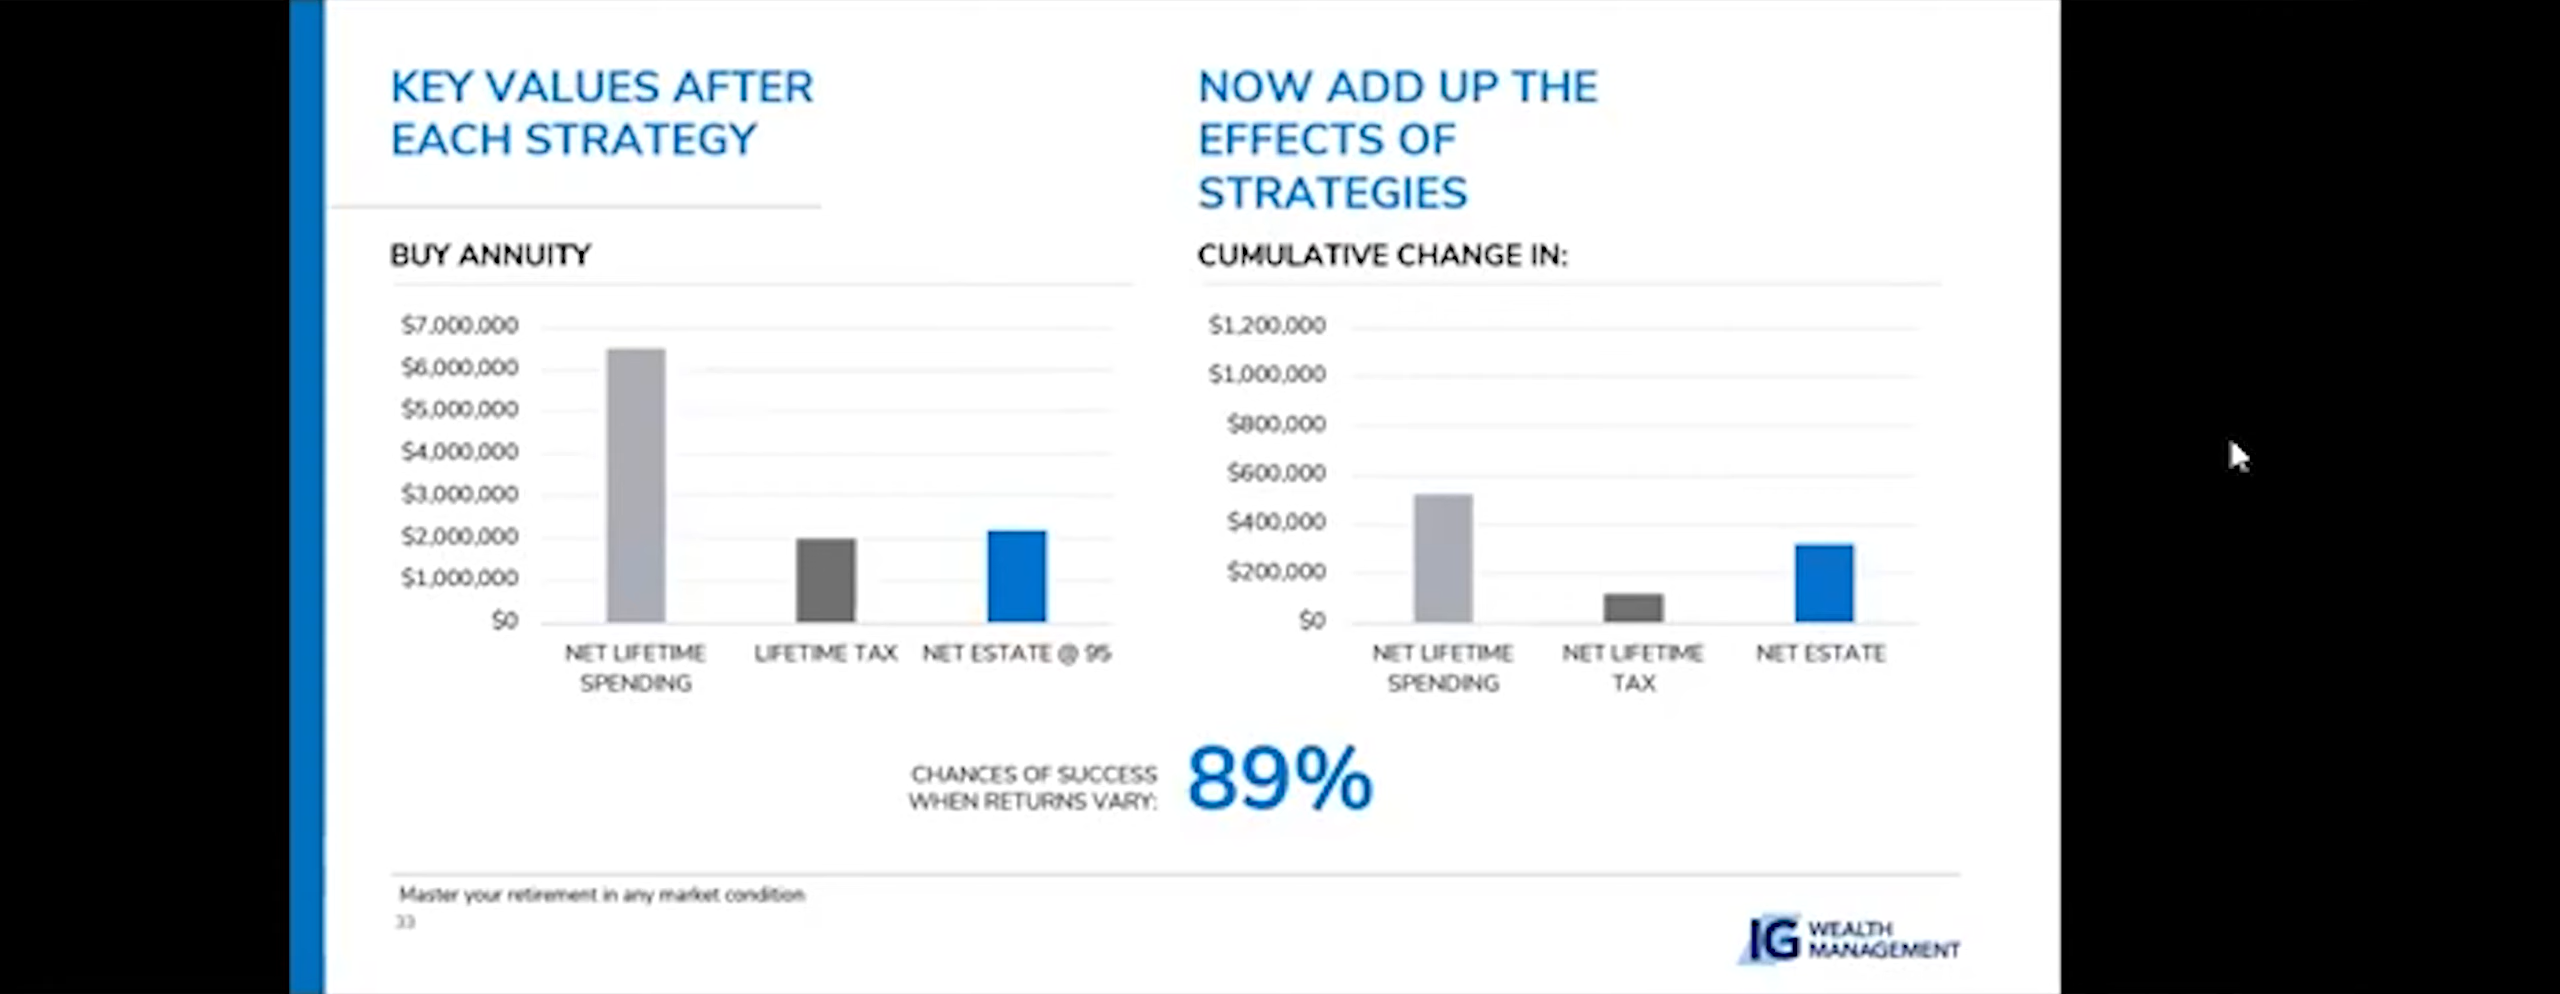 KEY VALUES AFTER
EACH STRATEGY
BUY ANNUITY
$7,000,000
$6,000,000
$5,000,000
$4,000,000
$3,000,000
$2,000,000
$1,000,000
$0
NET LIFETIME
SPENDING
LIFETIME TAX
NET ESTATE @ 95
NOW ADD UP THE
EFFECTS OF
STRATEGIES
CUMULATIVE CHANGE IN:
$1,200,000
$1,000,000
$800,000
$600,000
$400,000
$200,000
$0
NET LIFETIME
SPENDING
NET LIFETIME
TAX
NET ESTATE
CHANCES OF SUCCESS
WHEN RETURNS VARY:
89%
Master your retirement in any market condition
33
IG WEALTH
MANAGEMENT